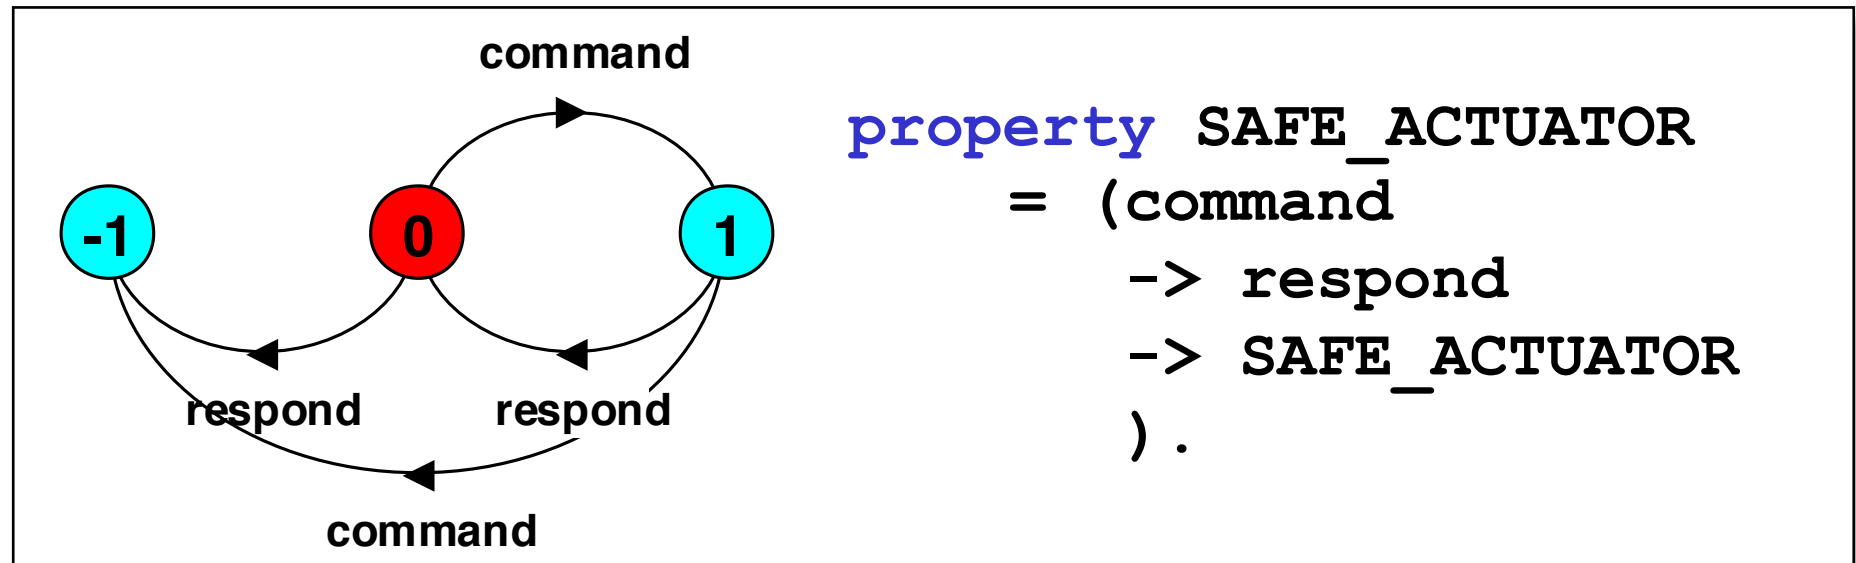 command
-1
0
1
respond
respond
command
property SAFE_ACTUATOR
= (command
-> respond
-> SAFE_ACTUATOR
).